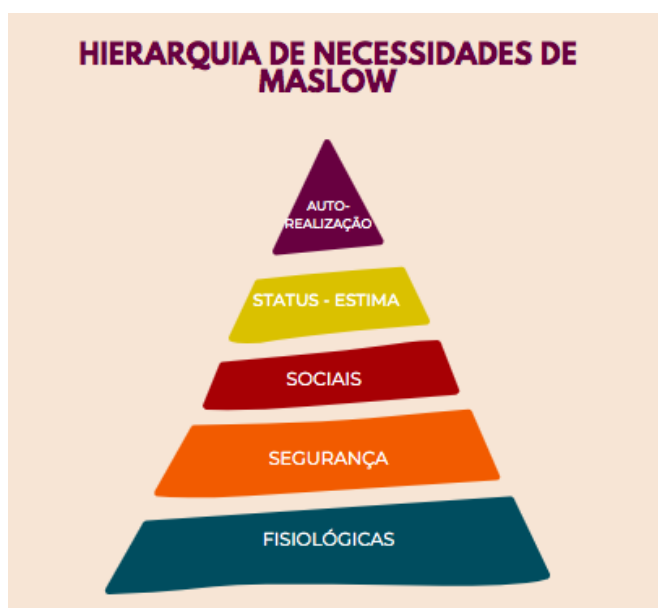 HIERARQUIA DE NECESSIDADES DE
MASLOW
AUTO-
REALIZAÇÃO
STATUS - ESTIMA
SOCIAIS
SEGURANÇA
FISIOLÓGICAS